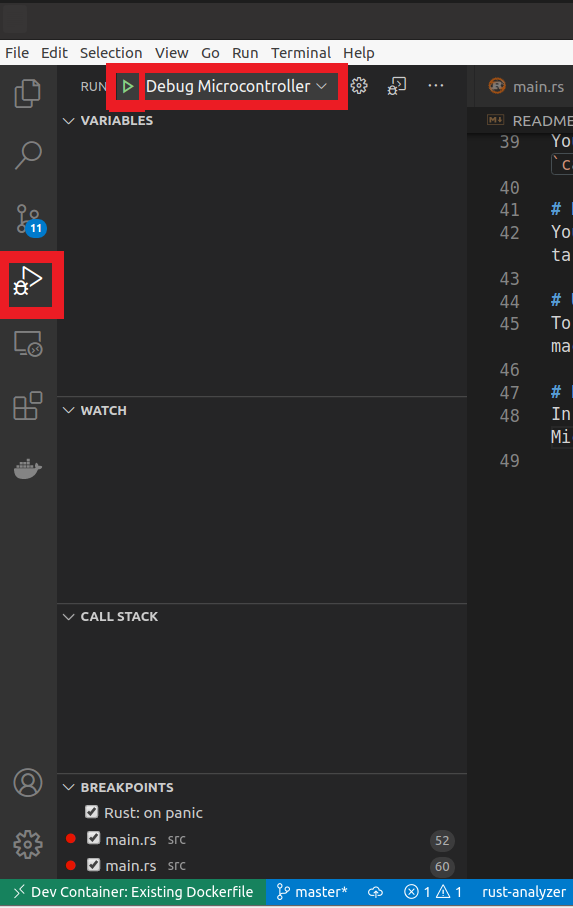 File Edit Selection View Go Run Terminal Help
RUN Debug Microcontroller ...
main.rs
VARIABLES
README
39 Yo
`c
40
41 #
42 You
ta
43
44 #
45 To
ma
46
47 #
48 In
Mi
49
11
WATCH
CALL STACK
BREAKPOINTS
Rust: on panic
main.rs src 52
main.rs src 60
Dev Container: Existing Dockerfile master* 1 1 rust-analyzer